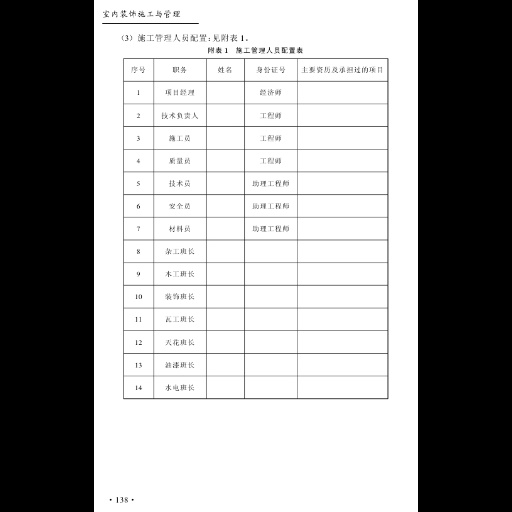 室内装饰施工与管理
（3）施工管理人员配置：见附表 1。
附表 1 施工管理人员配置表
序号 职务 姓名 身份证号 主要资历及承担过的项目
1 项目经理 经济师
2 技术负责人 工程师
3 施工员 工程师
4 质量员 工程师
5 技术员 助理工程师
6 安全员 助理工程师
7 材料员 助理工程师
8 杂工班长
9 木工班长
10 装饰班长
11 瓦工班长
12 天花班长
13 油漆班长
14 水电班长
· 138 ·